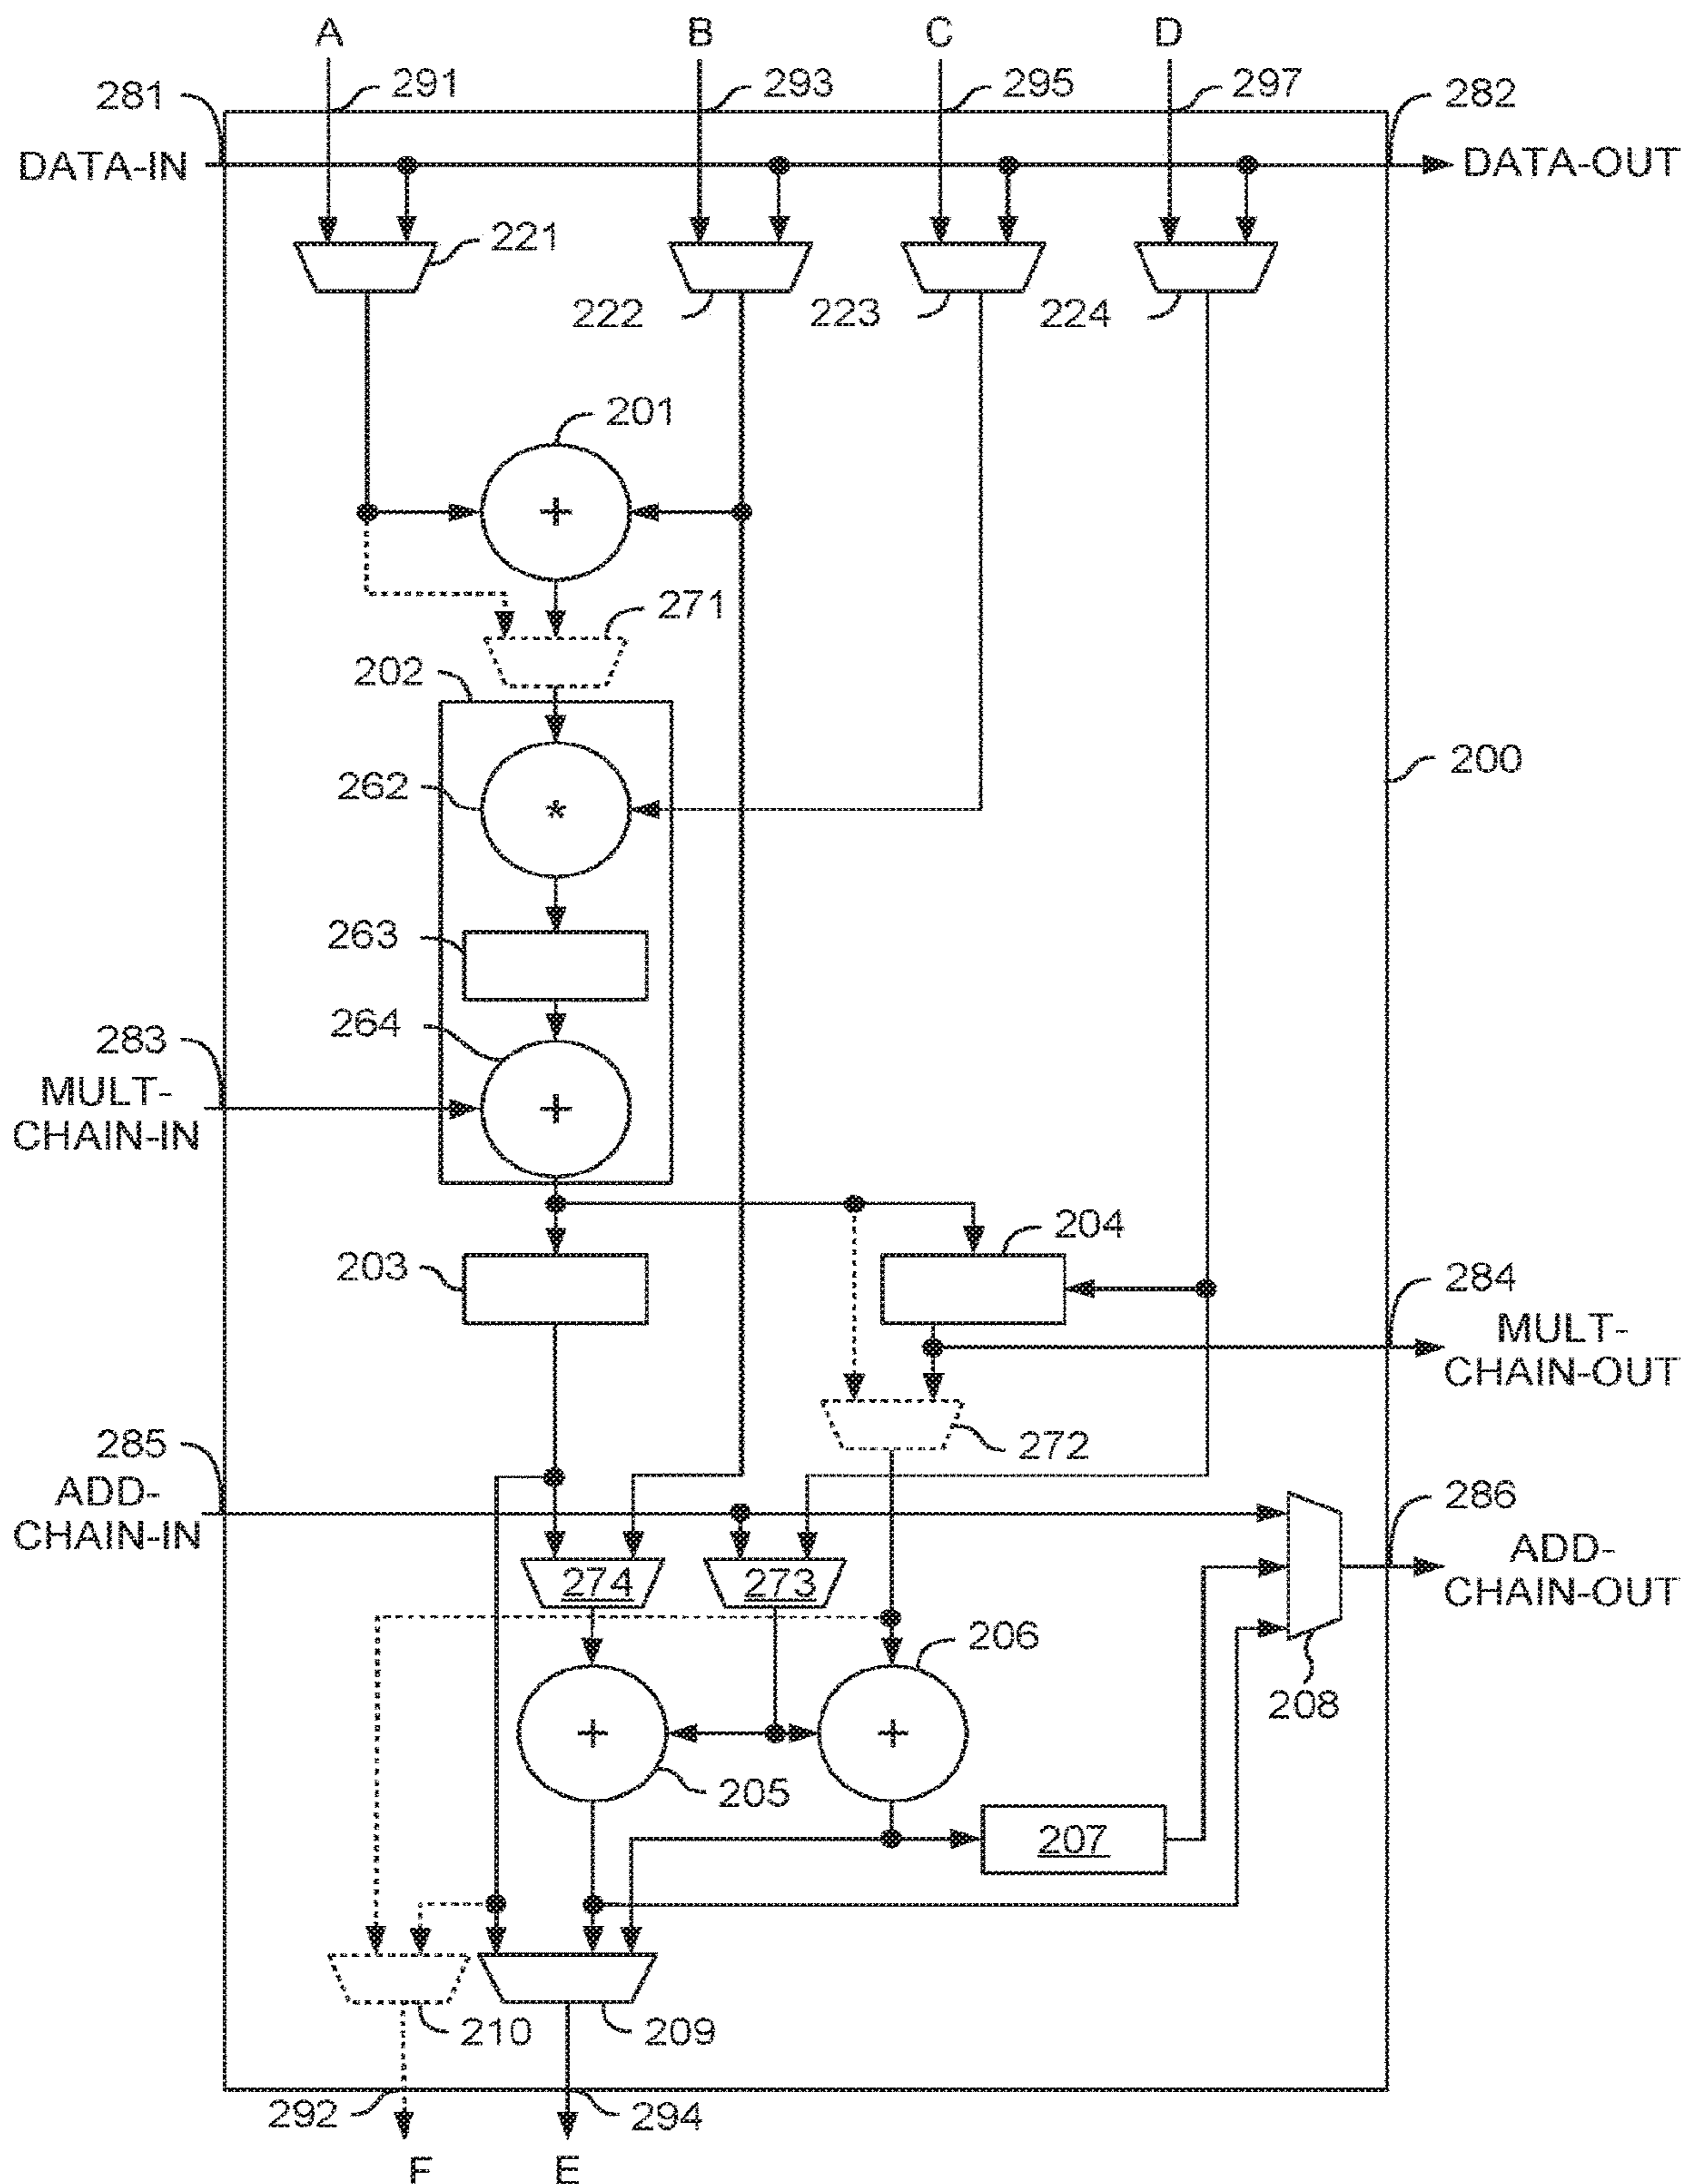 A
B
C
D
291
293
295
297
281
282
DATA-IN
DATA-OUT
221
222
223
224
201
+
271
202
200
262
*
263
264
283
MULT-
CHAIN-IN
+
204
203
284
MULT-
CHAIN-OUT
285
272
ADD-
CHAIN-IN
286
ADD-
CHAIN-OUT
274
273
206
208
+
+
205
207
210
209
292
294
F
E